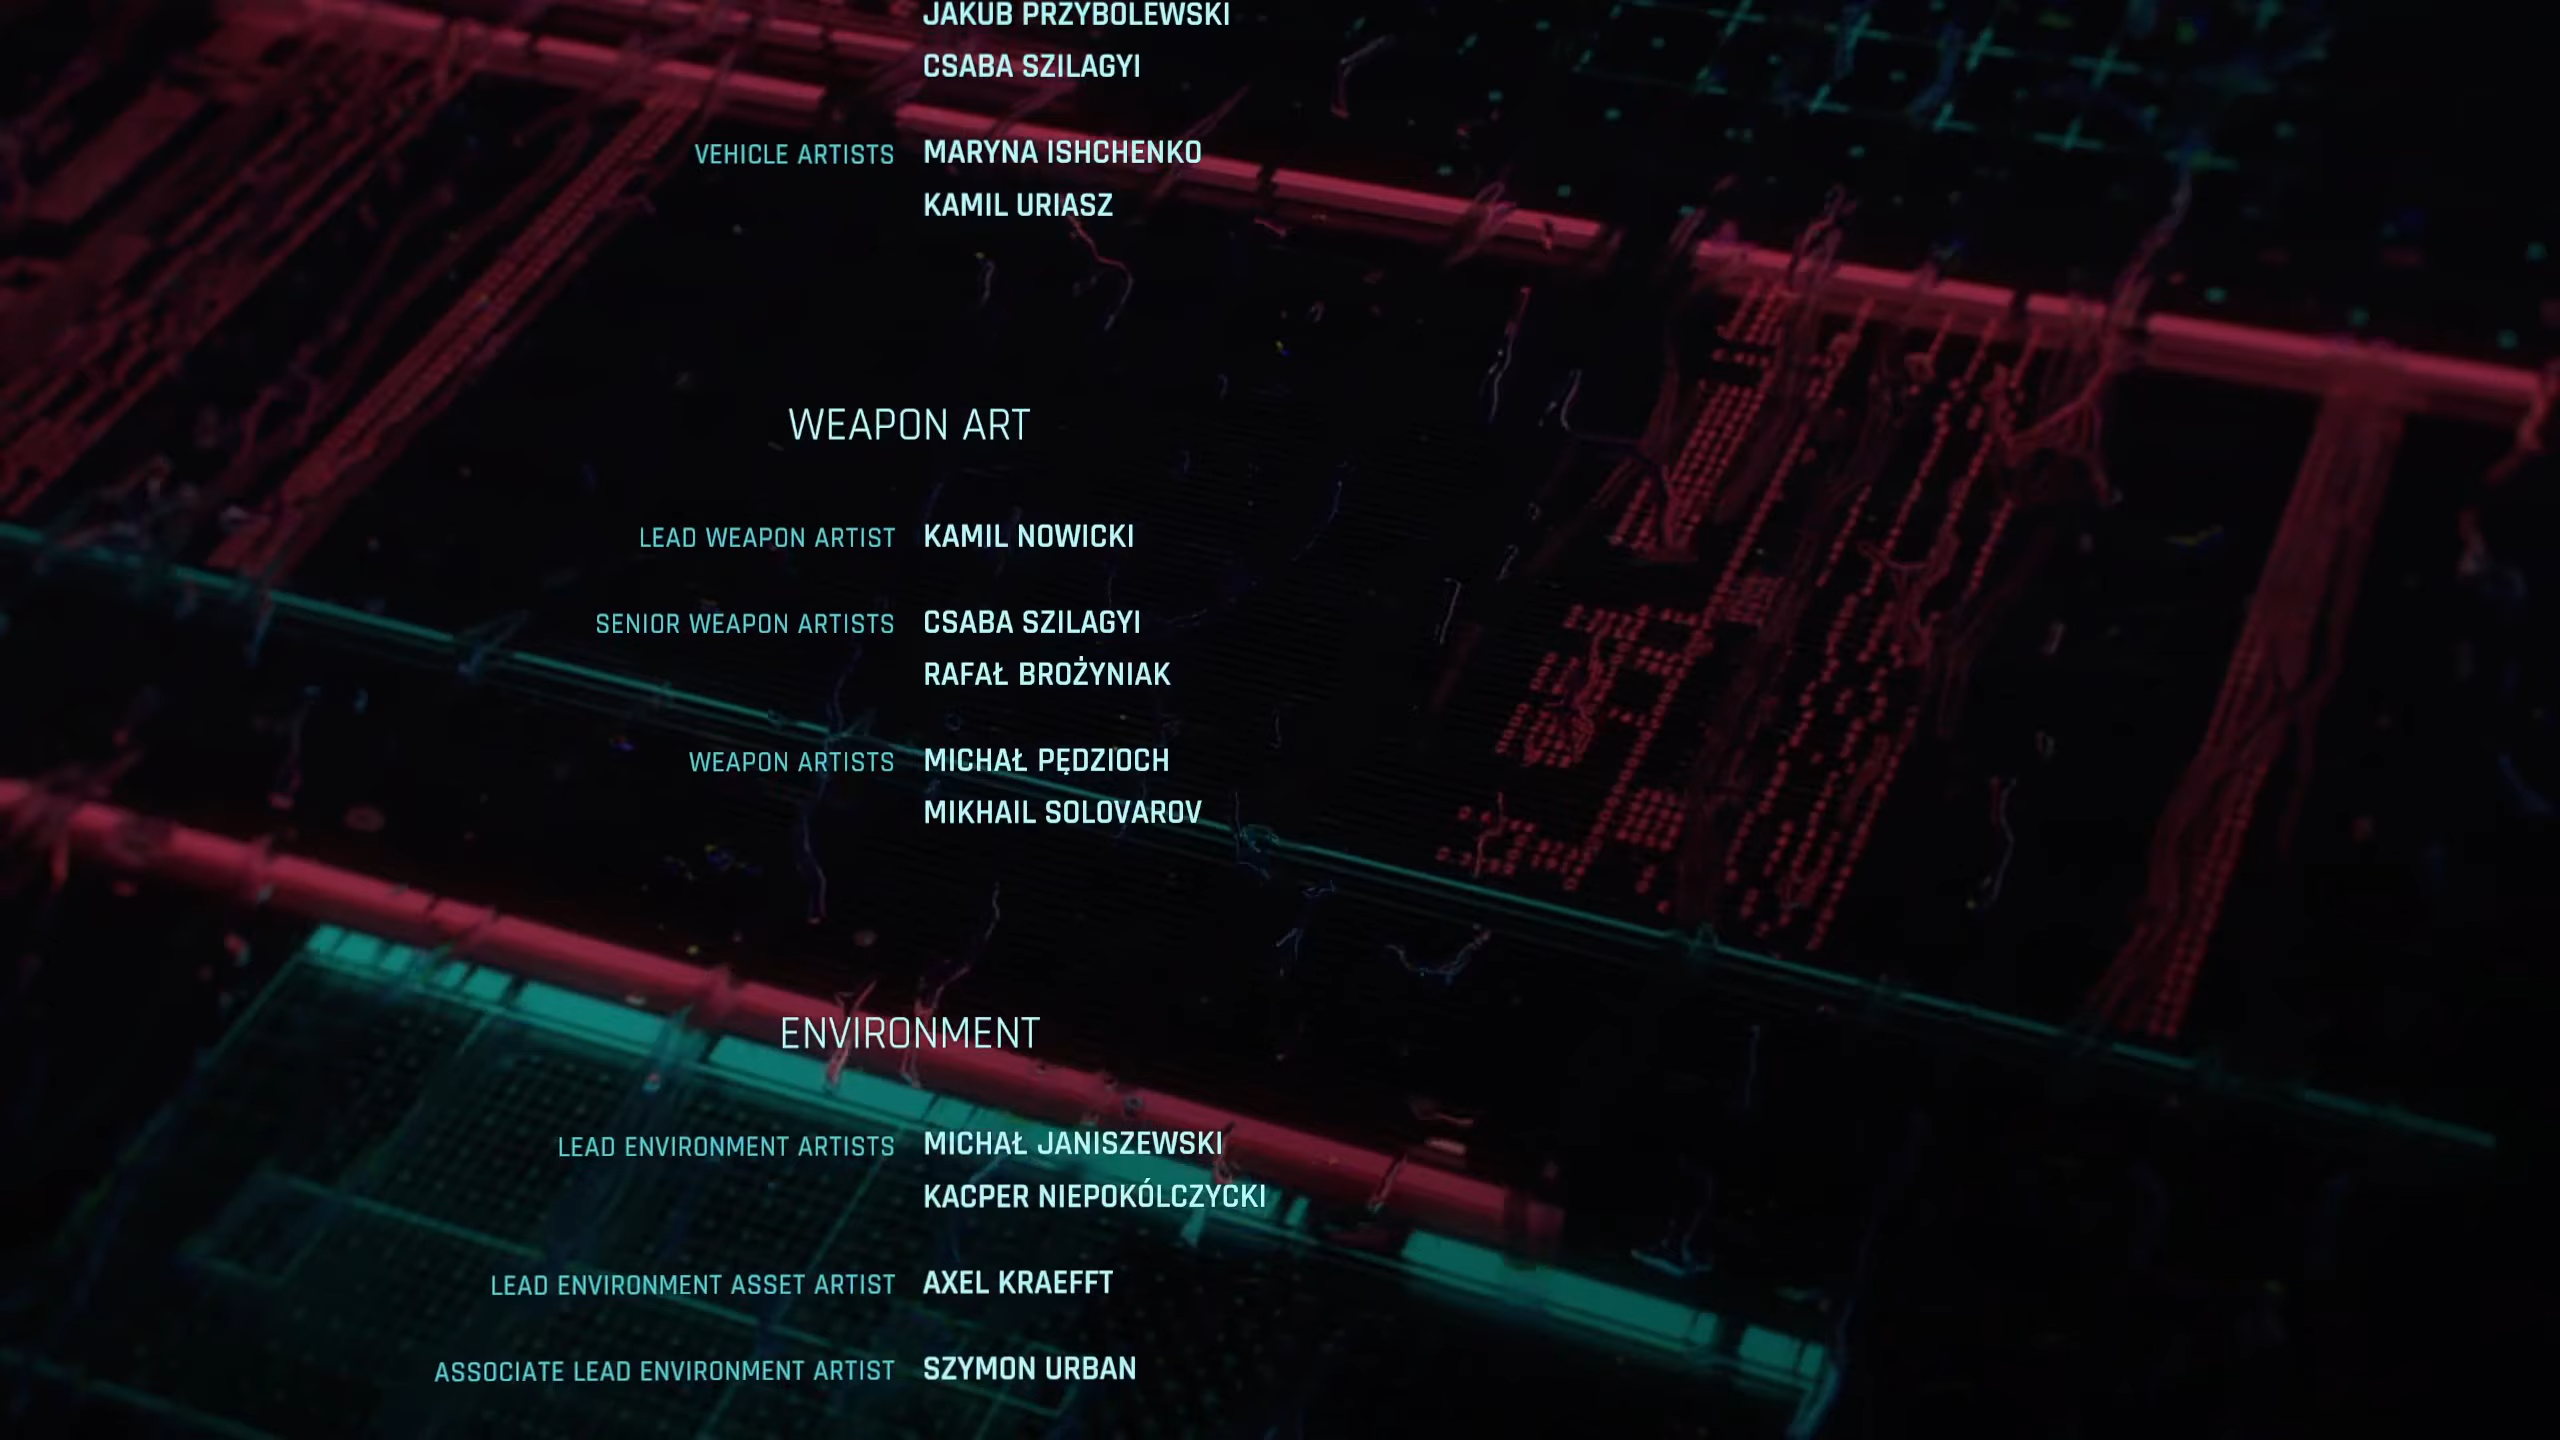 JAKUB PRZYBOLEWSKI
CSABA SZILAGYI
VEHICLE ARTISTS MARYNA ISHCHENKO
KAMIL URIASZ
WEAPON ART
LEAD WEAPON ARTIST KAMIL NOWICKI
SENIOR WEAPON ARTISTS CSABA SZILAGYI
RAFAŁ BROŻYNIAK
WEAPON ARTISTS MICHAŁ PĘDZIOCH
MIKHAIL SOLOVAROV
ENVIRONMENT
LEAD ENVIRONMENT ARTISTS MICHAŁ JANISZEWSKI
KACPER NIEPOKÓLCZYCKI
LEAD ENVIRONMENT ASSET ARTIST AXEL KRAEFFT
ASSOCIATE LEAD ENVIRONMENT ARTIST SZYMON URBAN